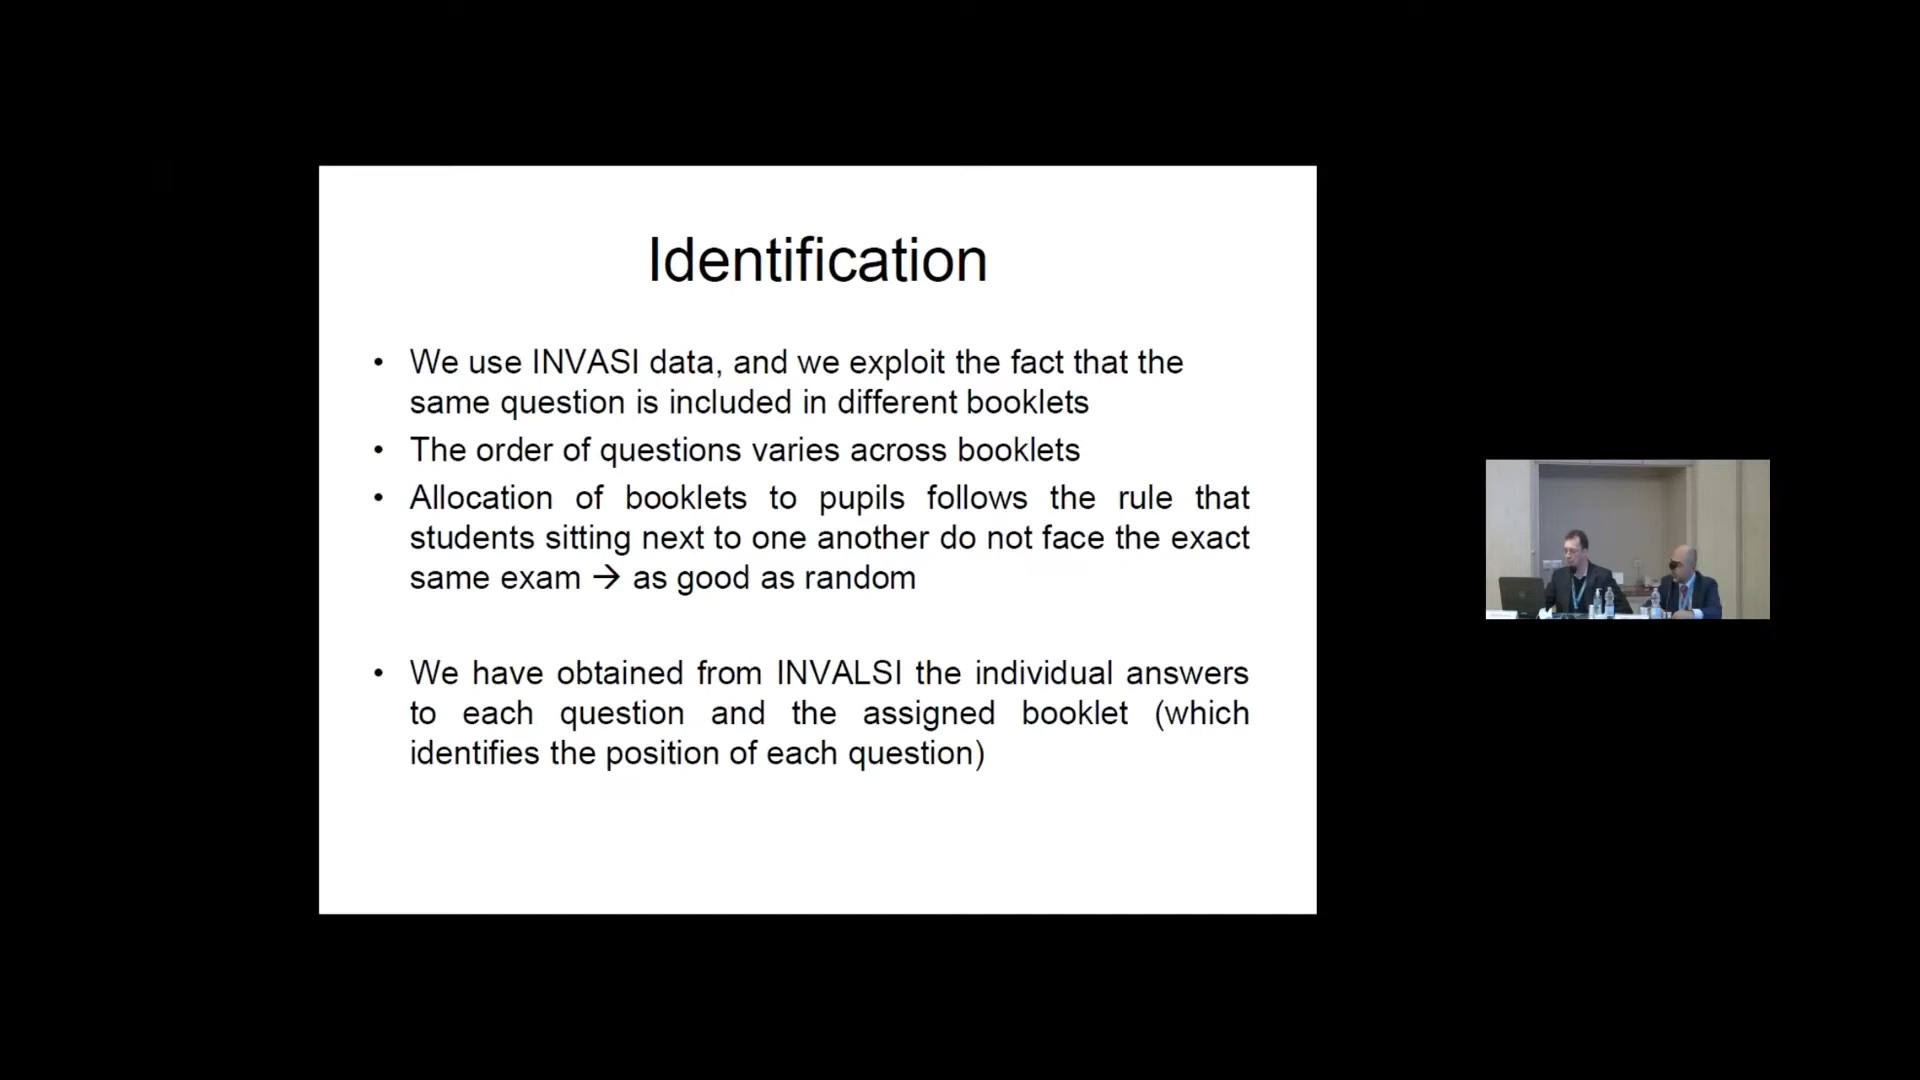 Identification
• We use INVASI data, and we exploit the fact that the
same question is included in different booklets
• The order of questions varies across booklets
• Allocation of booklets to pupils follows the rule that
students sitting next to one another do not face the exact
same exam → as good as random
• We have obtained from INVALSI the individual answers
to each question and the assigned booklet (which
identifies the position of each question)